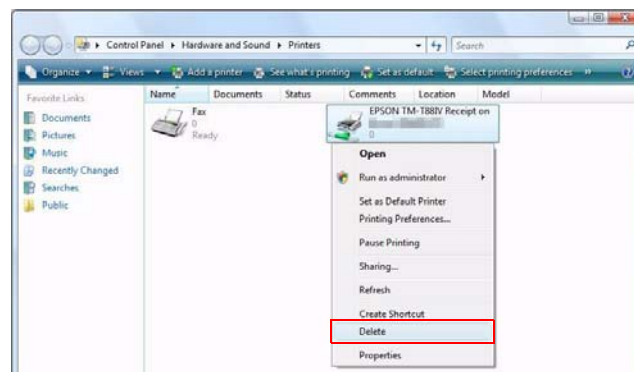 Control Panel ▸ Hardware and Sound ▸ Printers
Search
Organize Views Add a printer See what's printing Set as default Select printing preferences »
Favorite Links
Name Documents Status Comments Location Model
Documents
Pictures
Music
Recently Changed
Searches
Public
Fax
0
Ready
EPSON TM-T88IV Receipt on
0
Open
Run as administrator
Set as Default Printer
Printing Preferences...
Pause Printing
Sharing...
Refresh
Create Shortcut
Delete
Properties